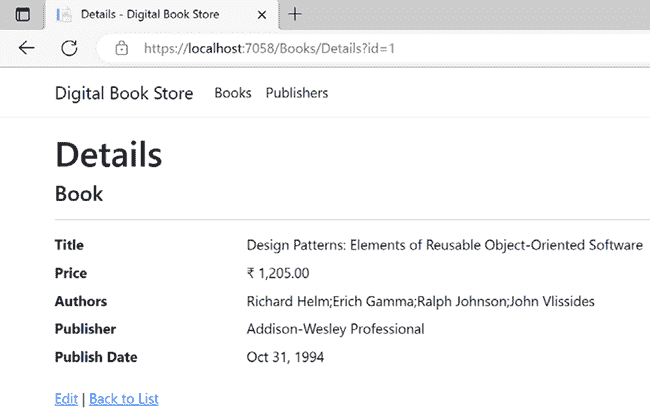 Details - Digital Book Store
https://localhost:7058/Books/Details?id=1
Digital Book Store Books Publishers
Details
Book
Title Design Patterns: Elements of Reusable Object-Oriented Software
Price ₹ 1,205.00
Authors Richard Helm;Erich Gamma;Ralph Johnson;John Vlissides
Publisher Addison-Wesley Professional
Publish Date Oct 31, 1994
Edit | Back to List